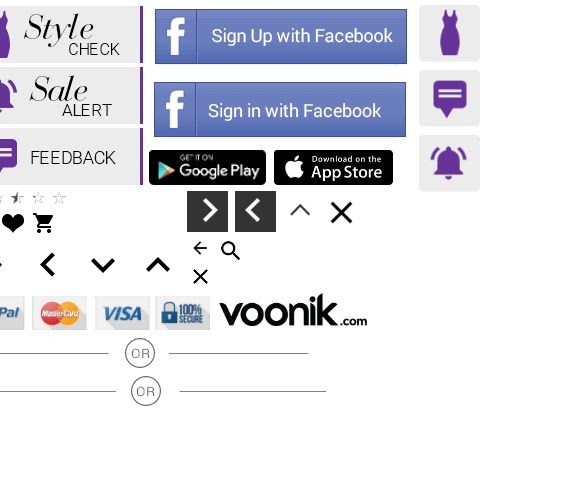 Style
CHECK
Sign Up with Facebook
Sale
ALERT
Sign in with Facebook
FEEDBACK
GET IT ON
Google Play
Download on the
App Store
Pal
MasterCard
VISA
100%
SECURE
voonik.com
OR
OR